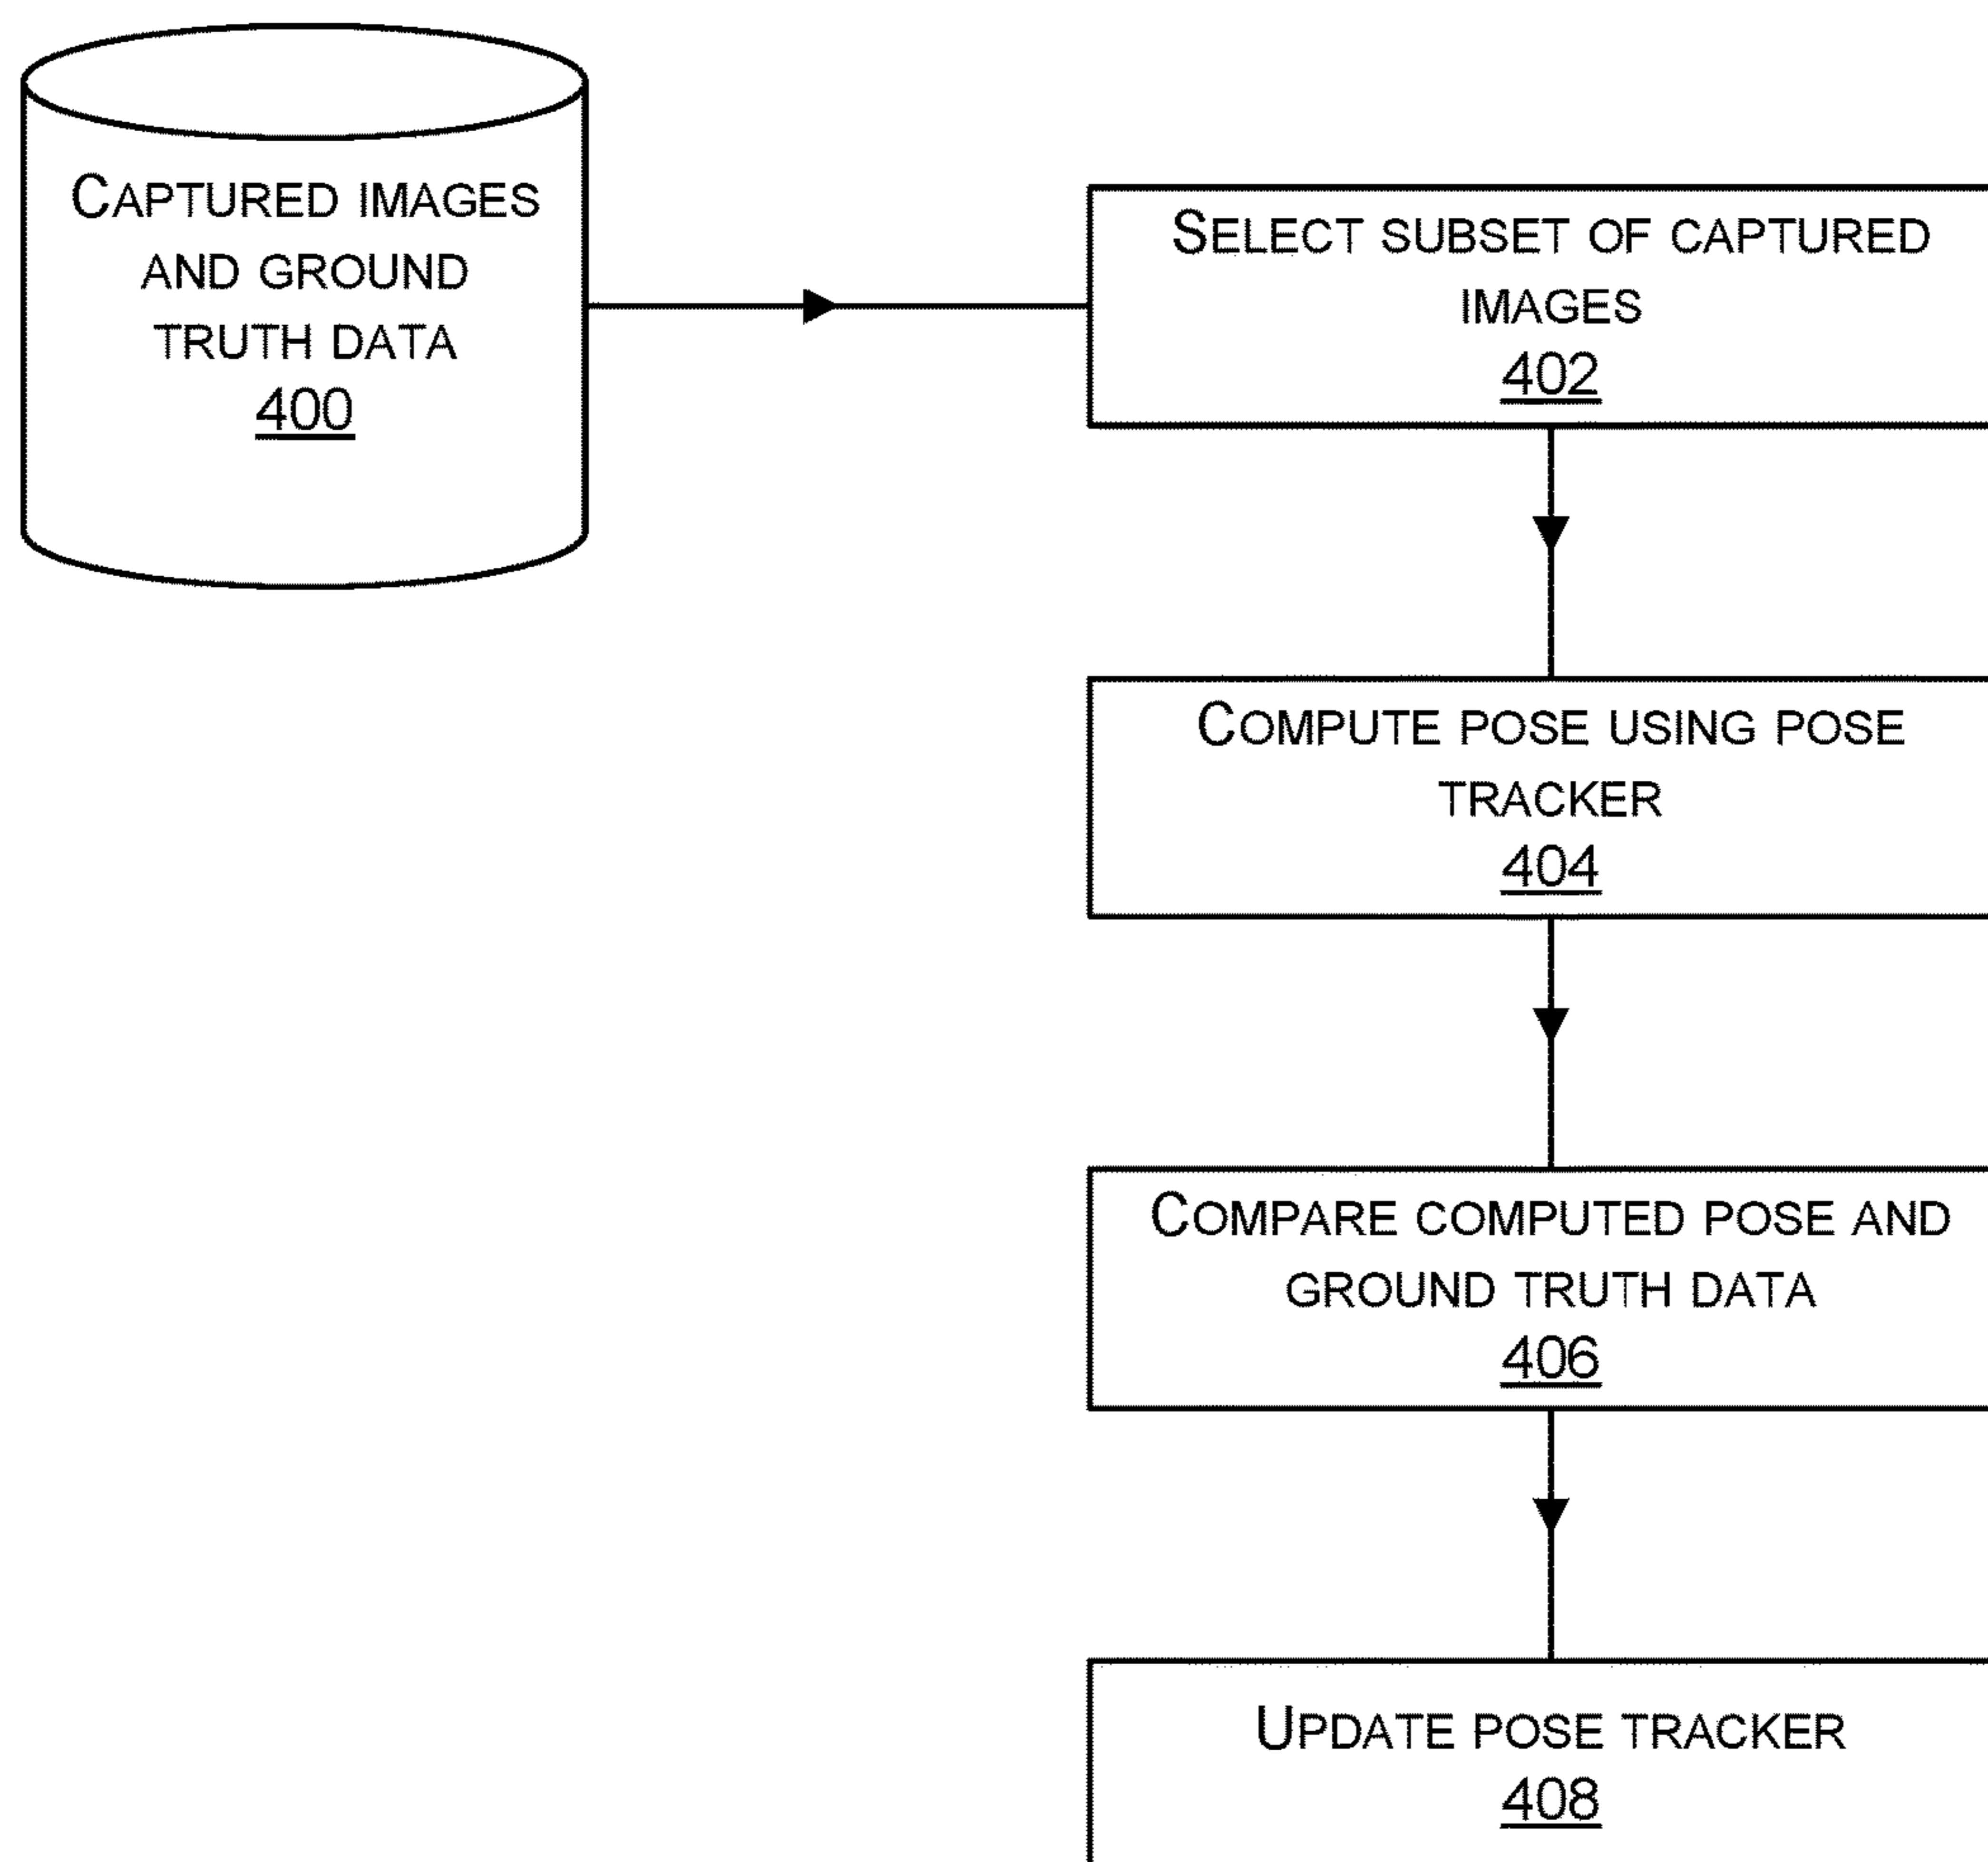 CAPTURED IMAGES
AND GROUND
TRUTH DATA
400
SELECT SUBSET OF CAPTURED
IMAGES
402
COMPUTE POSE USING POSE
TRACKER
404
COMPARE COMPUTED POSE AND
GROUND TRUTH DATA
406
UPDATE POSE TRACKER
408